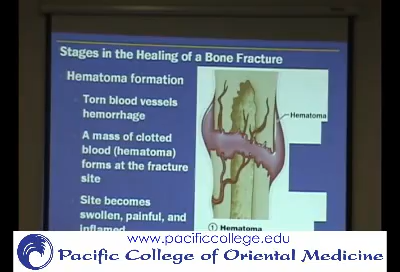 Stages in the Healing of a Bone Fracture
Hematoma formation
Torn blood vessels
hemorrhage
A mass of clotted
blood (hematoma)
forms at the fracture
site
Site becomes
swollen, painful, and
inflamed
Hematoma
① Hematoma
www.pacificcollege.edu
Pacific College of Oriental Medicine